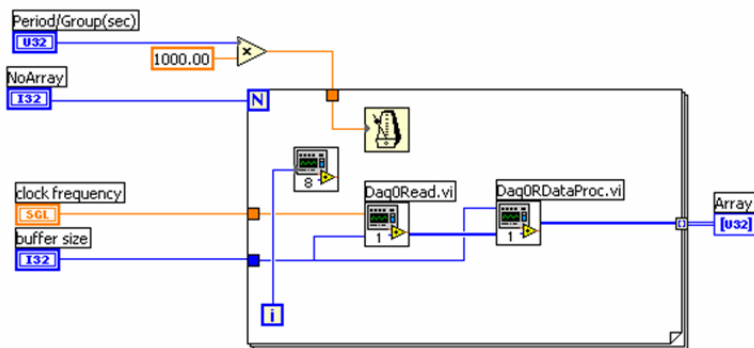 Period/Group(sec)
U32
1000.00
×
NoArray
I32
N
8
clock frequency
SGL
Daq0Read.vi
1
Daq0RDataProc.vi
1
Array
[U32]
buffer size
I32
i